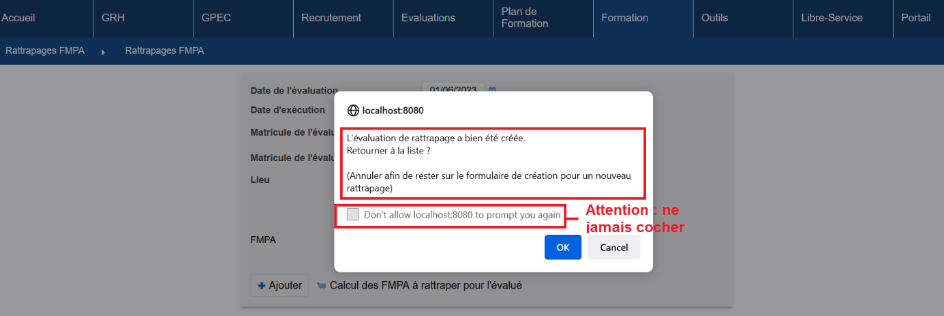 Accueil
GRH
GPEC
Recrutement
Evaluations
Plan de
Formation
Formation
Outils
Libre-Service
Portail
Rattrapages FMPA
Rattrapages FMPA
Date de l'évaluation
01/06/2023
localhost:8080
Date d'exécution
Matricule de l'évalu
L'évaluation de rattrapage a bien été créée.
Retourner à la liste ?
Matricule de l'évalu
(Annuler afin de rester sur le formulaire de création pour un nouveau
rattrapage)
Lieu
Don't allow localhost:8080 to prompt you again
Attention : ne
jamais cocher
FMPA
OK
Cancel
Ajouter
Calcul des FMPA à rattraper pour l'évalué